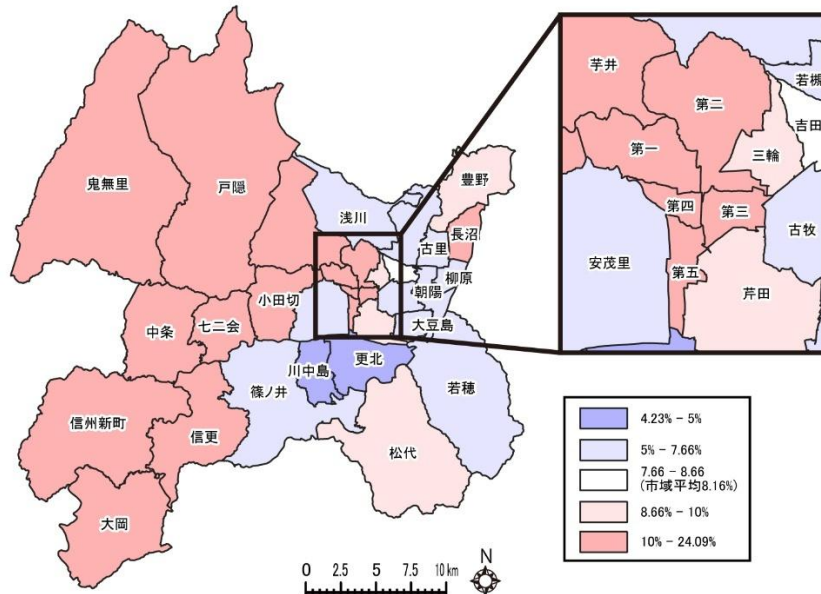 鬼無里
戸隠
浅川
豊野
長沼
古里
柳原
朝陽
大豆島
小田切
七二会
中条
信州新町
信更
大岡
篠ノ井
川中島
更北
松代
若穂
芋井
第二
若槻
吉田
第一
三輪
第四
第三
古牧
安茂里
第五
芹田
4.23% − 5%
5% − 7.66%
7.66 − 8.66
(市域平均8.16%)
8.66% − 10%
10% − 24.09%
0 2.5 5 7.5 10 km
N